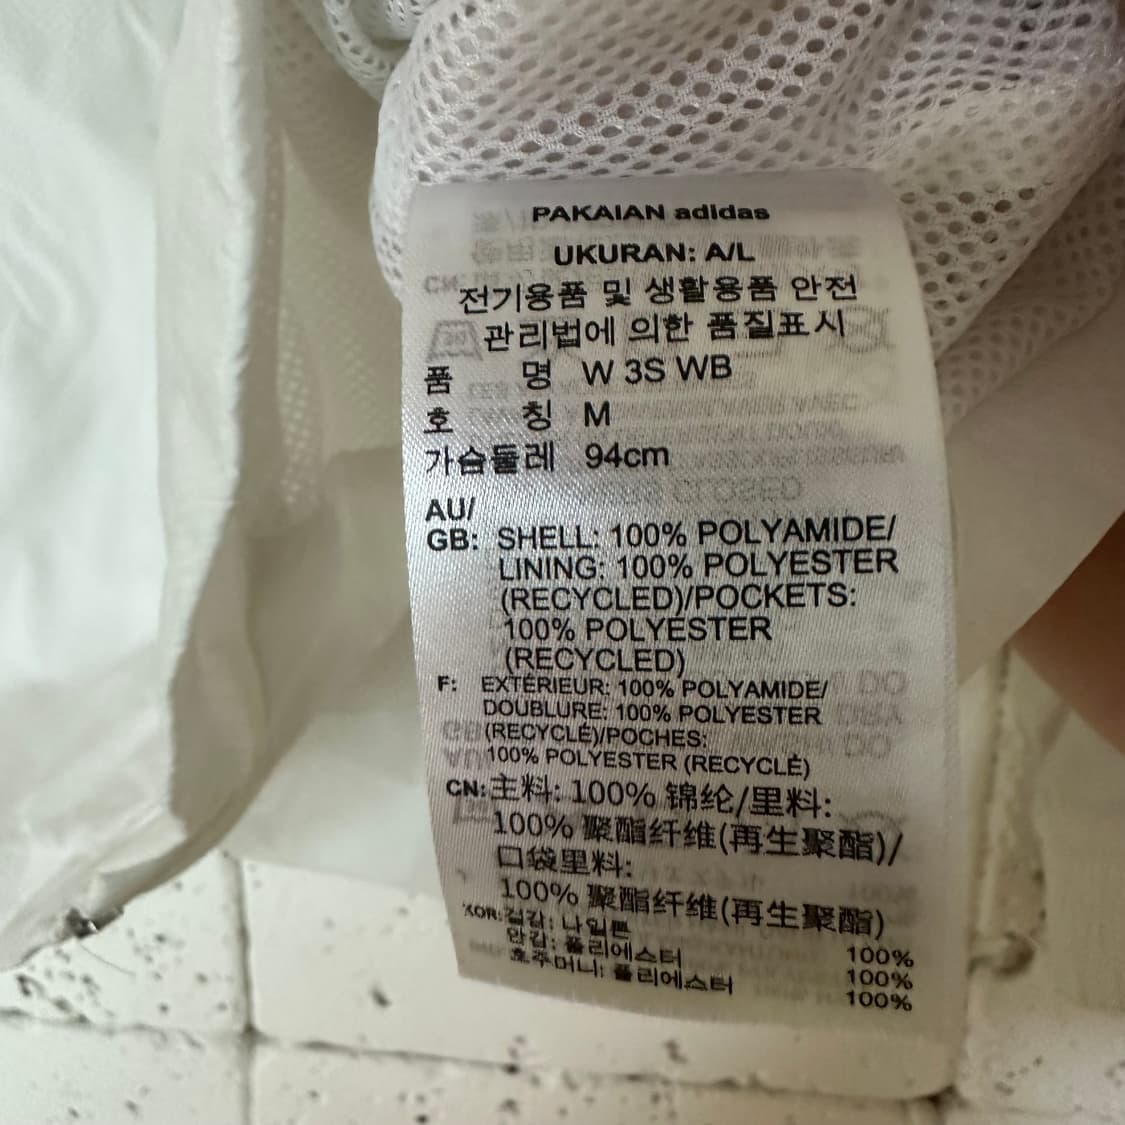 PAKAIAN adidas
UKURAN: A/L
전기용품 및 생활용품 안전
관리법에 의한 품질표시
품 명 W 3S WB
호 칭 M
가슴둘레 94cm
AU/
GB: SHELL: 100% POLYAMIDE/
LINING: 100% POLYESTER
(RECYCLED)/POCKETS:
100% POLYESTER
(RECYCLED)
F: EXTÉRIEUR: 100% POLYAMIDE/
DOUBLURE: 100% POLYESTER
(RECYCLÉ)/POCHES:
100% POLYESTER (RECYCLÉ)
CN: 主料: 100% 锦纶/里料:
100% 聚酯纤维(再生聚酯)/
口袋里料:
100% 聚酯纤维(再生聚酯)
KOR: 겉감: 나일론 100%
안감: 폴리에스터 100%
호주머니: 폴리에스터 100%